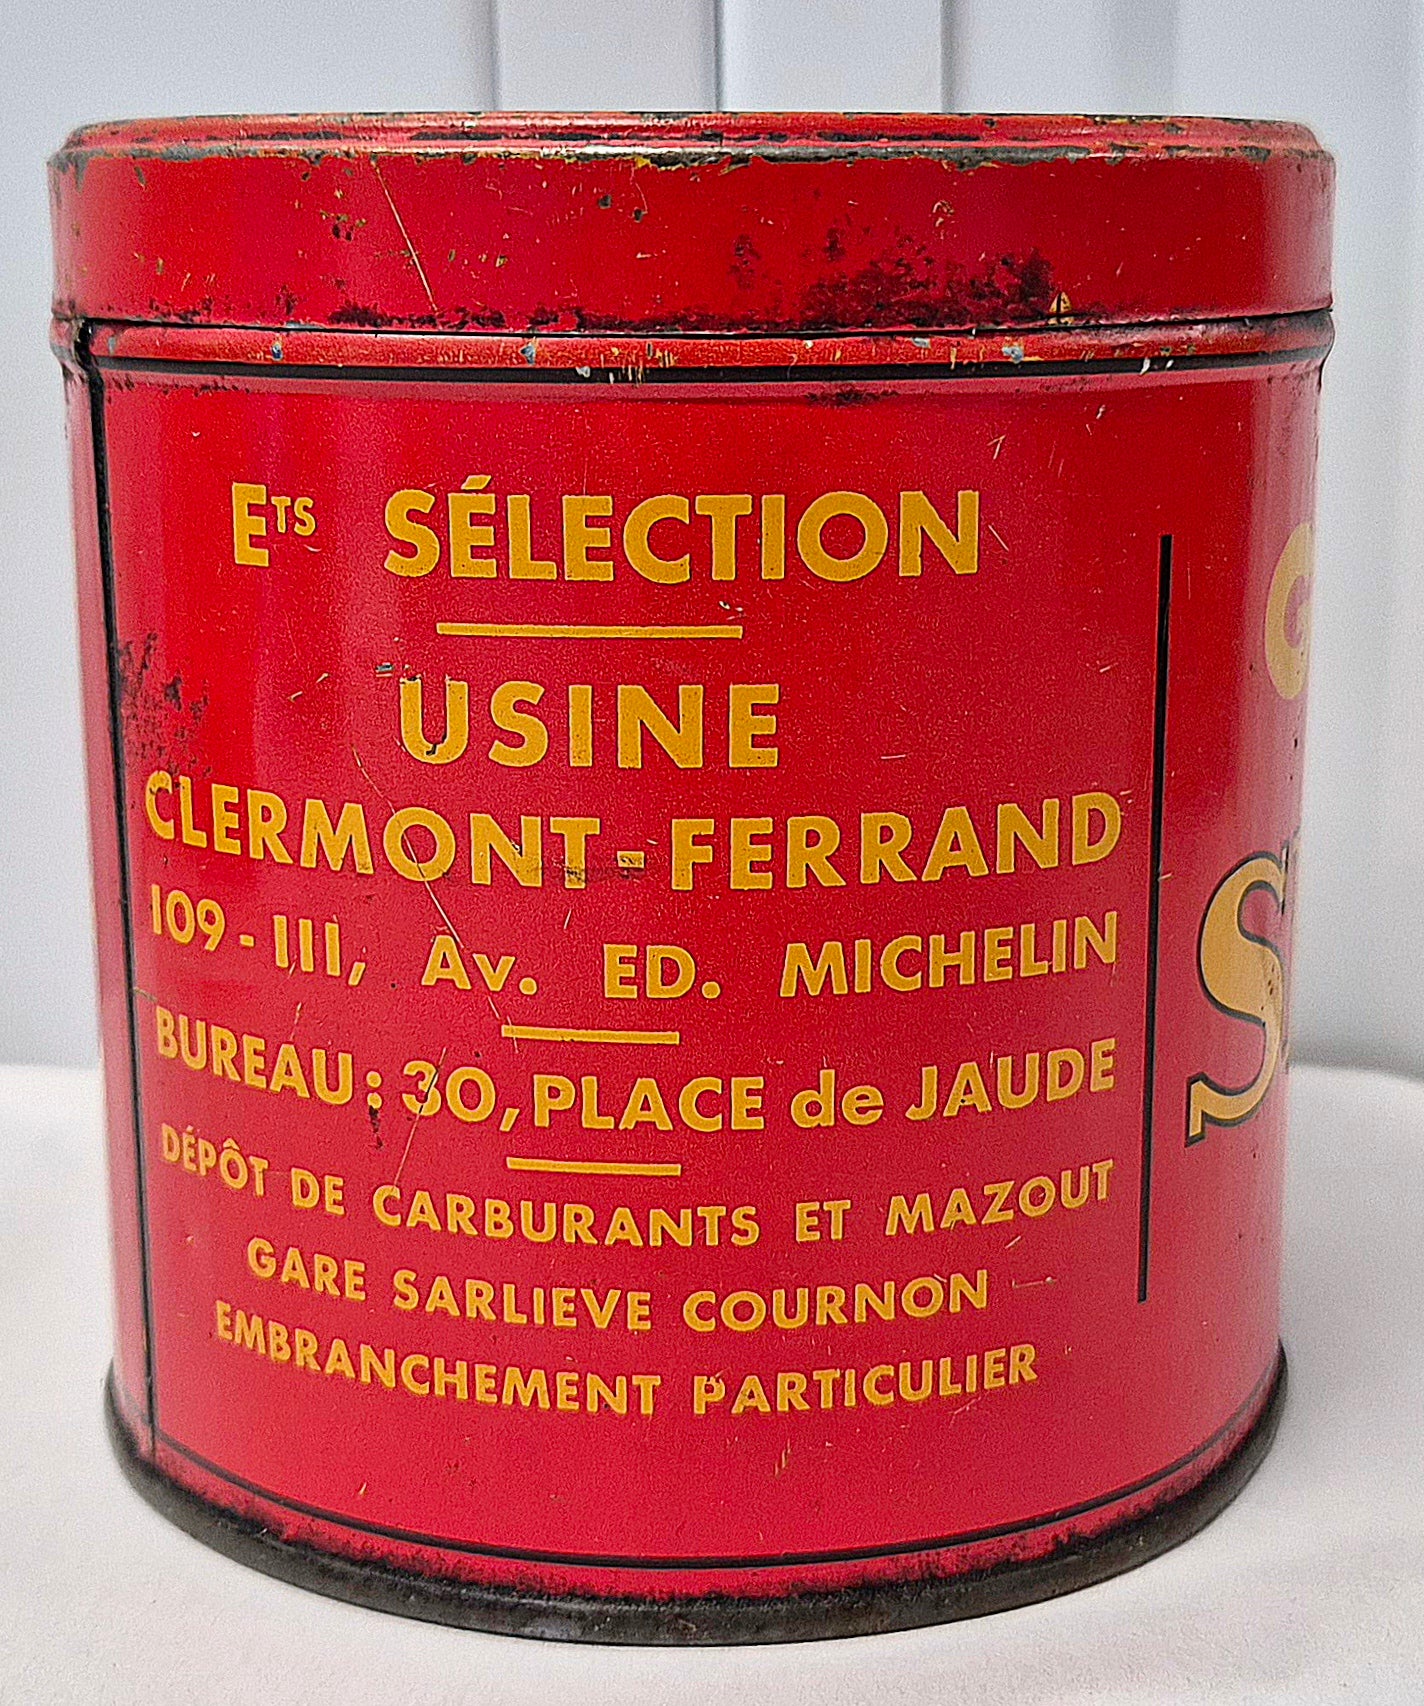 ETS SÉLECTION
USINE
CLERMONT-FERRAND
109-111, Av. ED. MICHELIN
BUREAU: 30, PLACE de JAUDE
DÉPÔT DE CARBURANTS ET MAZOUT
GARE SARLIEVE COURNON
EMBRANCHEMENT PARTICULIER